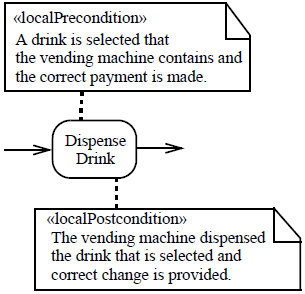 «localPrecondition»
A drink is selected that
the vending machine contains and
the correct payment is made.
Dispense
Drink
«localPostcondition»
The vending machine dispensed
the drink that is selected and
correct change is provided.